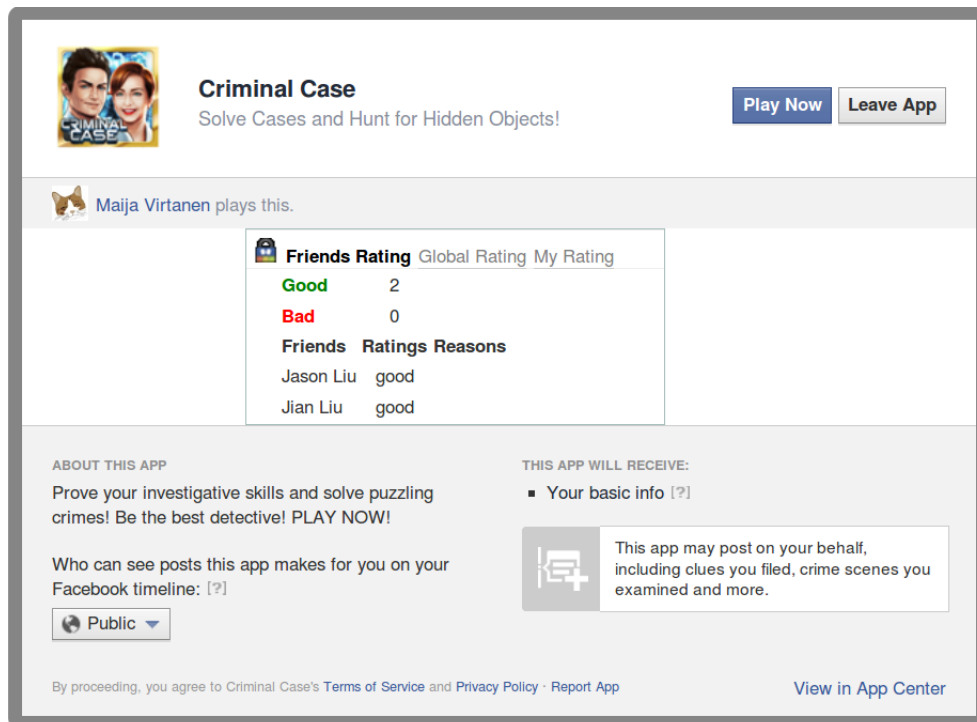 CRIMINAL
CASE
Criminal Case
Solve Cases and Hunt for Hidden Objects!
Play Now
Leave App
Maija Virtanen plays this.
Friends Rating Global Rating My Rating
Good 2
Bad 0
Friends Ratings Reasons
Jason Liu good
Jian Liu good
ABOUT THIS APP
Prove your investigative skills and solve puzzling
crimes! Be the best detective! PLAY NOW!
Who can see posts this app makes for you on your
Facebook timeline: [?]
Public
THIS APP WILL RECEIVE:
Your basic info [?]
This app may post on your behalf,
including clues you filed, crime scenes you
examined and more.
By proceeding, you agree to Criminal Case's Terms of Service and Privacy Policy · Report App
View in App Center